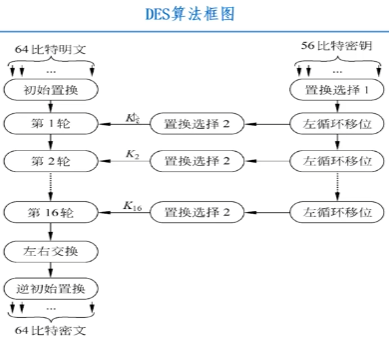 DES算法框图
64比特明文 56比特密钥
... ...
初始置换 置换选择1
第1轮 K1 置换选择2 左循环移位
第2轮 K2 置换选择2 左循环移位
第16轮 K16 置换选择2 左循环移位
左右交换
逆初始置换
...
64比特密文